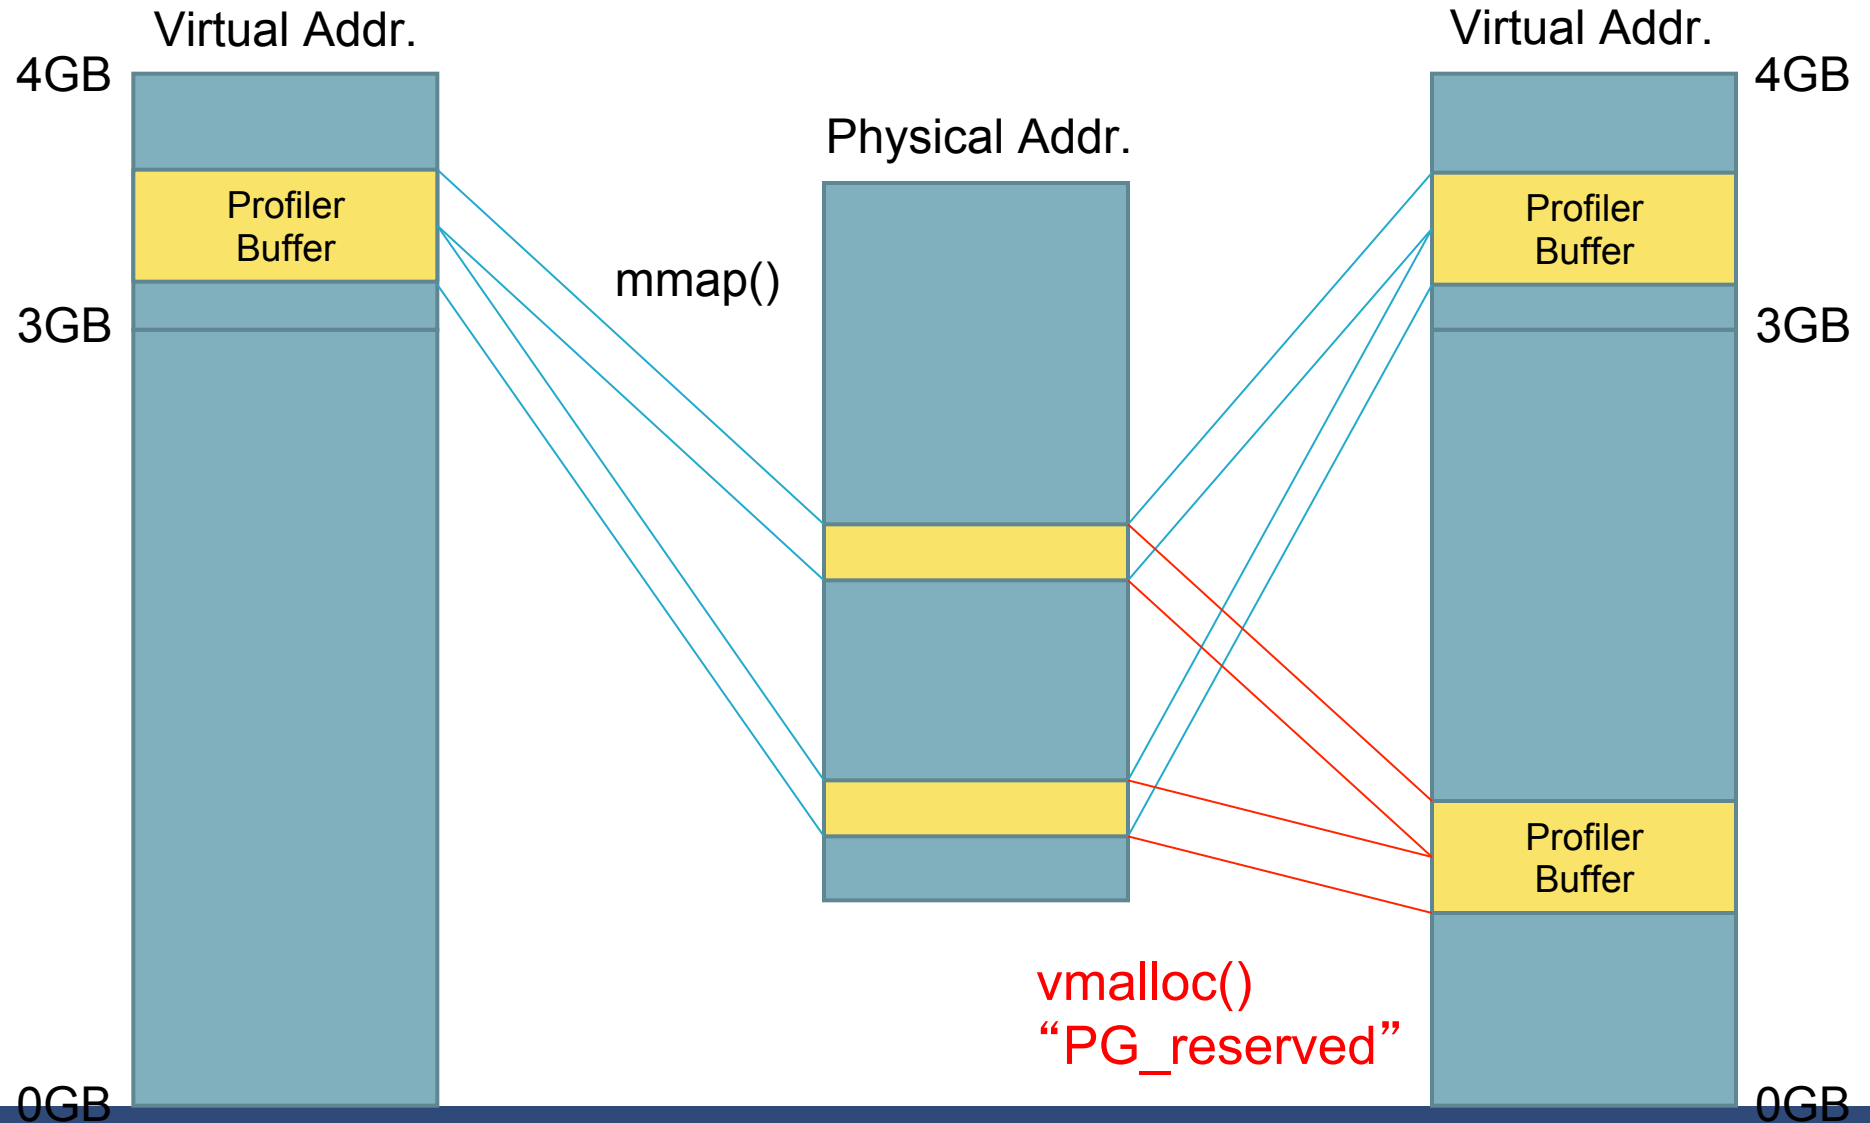 Virtual Addr.
Virtual Addr.
4GB
4GB
Physical Addr.
Profiler
Buffer
Profiler
Buffer
mmap()
3GB
3GB
Profiler
Buffer
vmalloc()
“PG_reserved”
0GB
0GB